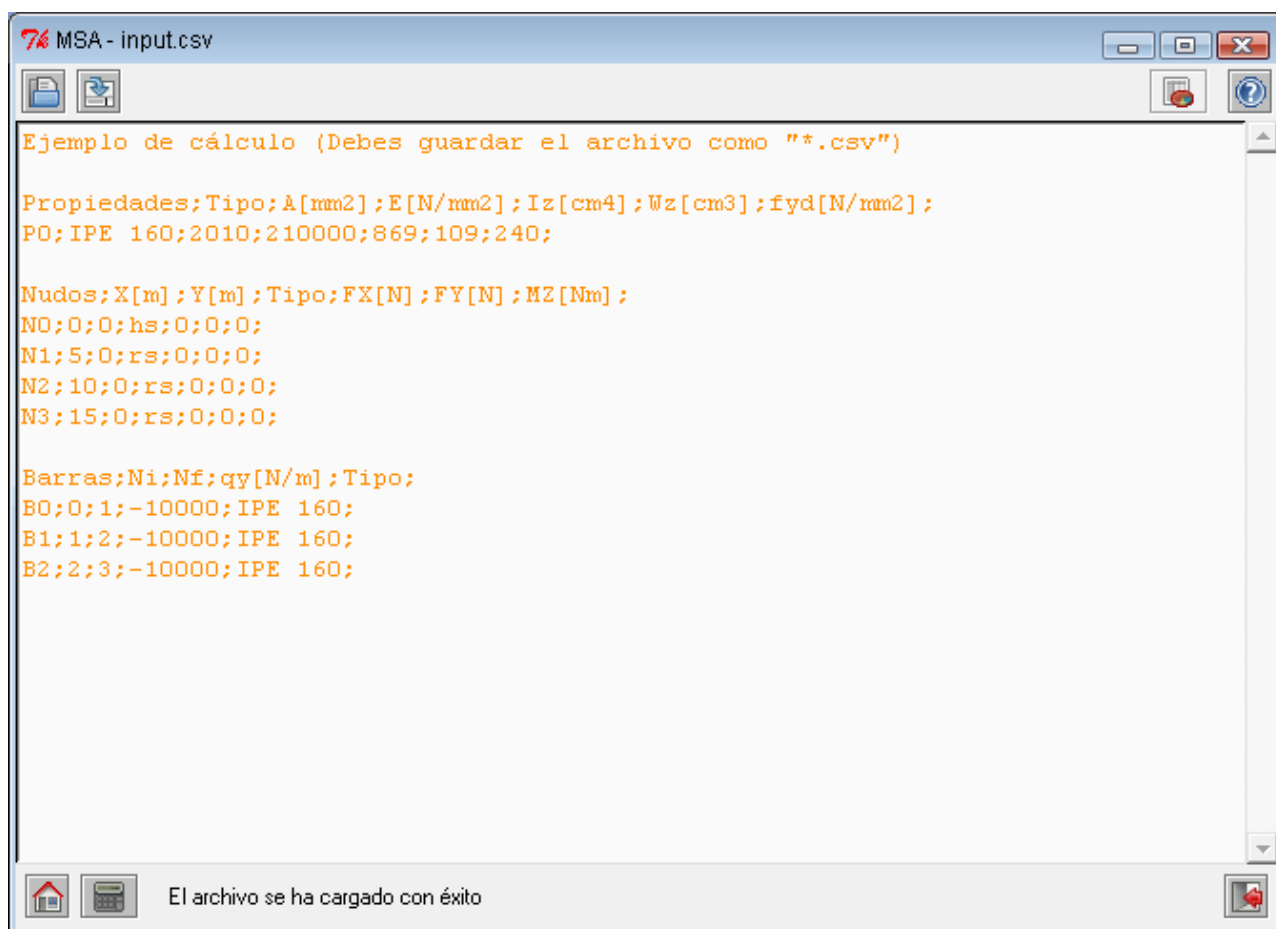 MSA - input.csv
Ejemplo de cálculo (Debes guardar el archivo como "*.csv")
Propiedades;Tipo;A[mm2];E[N/mm2];Iz[cm4];Wz[cm3];fyd[N/mm2];
P0;IPE 160;2010;210000;869;109;240;
Nudos;X[m];Y[m];Tipo;FX[N];FY[N];MZ[Nm];
N0;0;0;hs;0;0;0;
N1;5;0;rs;0;0;0;
N2;10;0;rs;0;0;0;
N3;15;0;rs;0;0;0;
Barras;Ni;Nf;qy[N/m];Tipo;
B0;0;1;-10000;IPE 160;
B1;1;2;-10000;IPE 160;
B2;2;3;-10000;IPE 160;
El archivo se ha cargado con éxito